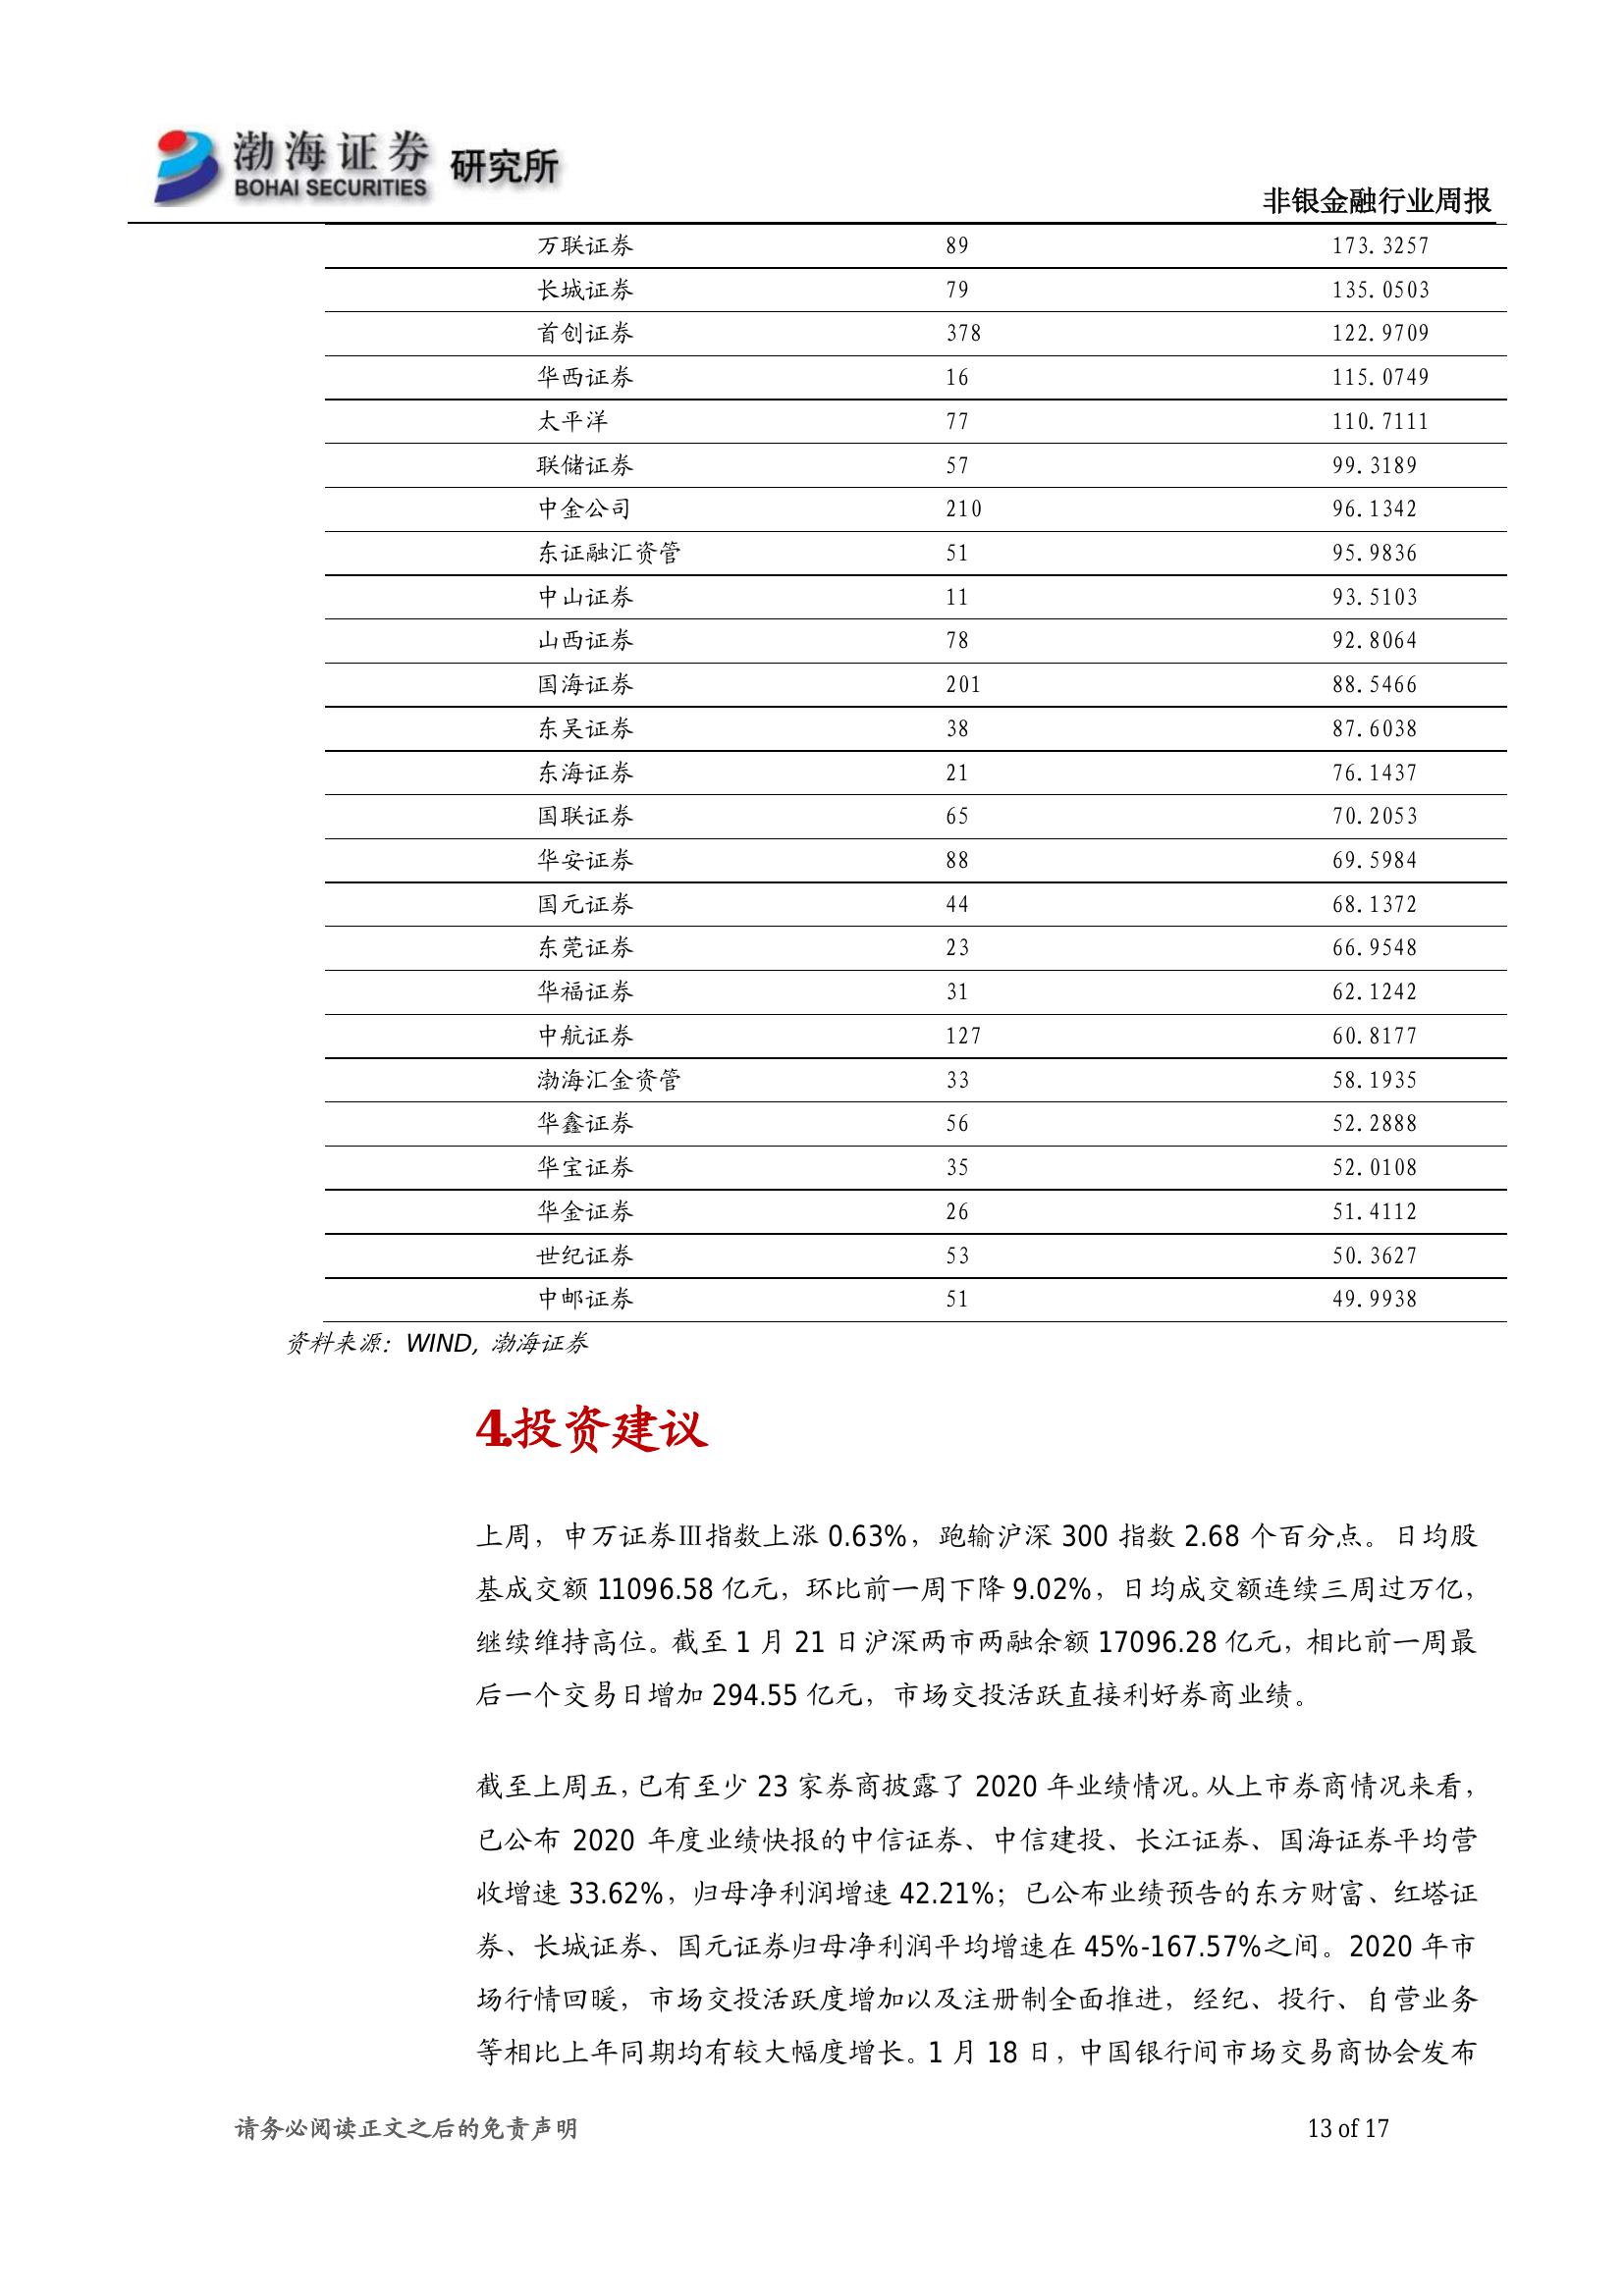 渤海证券 研究所
BOHAI SECURITIES
非银金融行业周报
万联证券 89 173.3257
长城证券 79 135.0503
首创证券 378 122.9709
华西证券 16 115.0749
太平洋 77 110.7111
联储证券 57 99.3189
中金公司 210 96.1342
东证融汇资管 51 95.9836
中山证券 11 93.5103
山西证券 78 92.8064
国海证券 201 88.5466
东吴证券 38 87.6038
东海证券 21 76.1437
国联证券 65 70.2053
华安证券 88 69.5984
国元证券 44 68.1372
东莞证券 23 66.9548
华福证券 31 62.1242
中航证券 127 60.8177
渤海汇金资管 33 58.1935
华鑫证券 56 52.2888
华宝证券 35 52.0108
华金证券 26 51.4112
世纪证券 53 50.3627
中邮证券 51 49.9938
资料来源：WIND, 渤海证券
4.投资建议
上周，申万证券Ⅲ指数上涨 0.63%，跑输沪深 300 指数 2.68 个百分点。日均股
基成交额 11096.58 亿元，环比前一周下降 9.02%，日均成交额连续三周过万亿，
继续维持高位。截至 1 月 21 日沪深两市两融余额 17096.28 亿元，相比前一周最
后一个交易日增加 294.55 亿元，市场交投活跃直接利好券商业绩。
截至上周五，已有至少 23 家券商披露了 2020 年业绩情况。从上市券商情况来看，
已公布 2020 年度业绩快报的中信证券、中信建投、长江证券、国海证券平均营
收增速 33.62%，归母净利润增速 42.21%；已公布业绩预告的东方财富、红塔证
券、长城证券、国元证券归母净利润平均增速在 45%-167.57%之间。2020 年市
场行情回暖，市场交投活跃度增加以及注册制全面推进，经纪、投行、自营业务
等相比上年同期均有较大幅度增长。1 月 18 日，中国银行间市场交易商协会发布
请务必阅读正文之后的免责声明 13 of 17